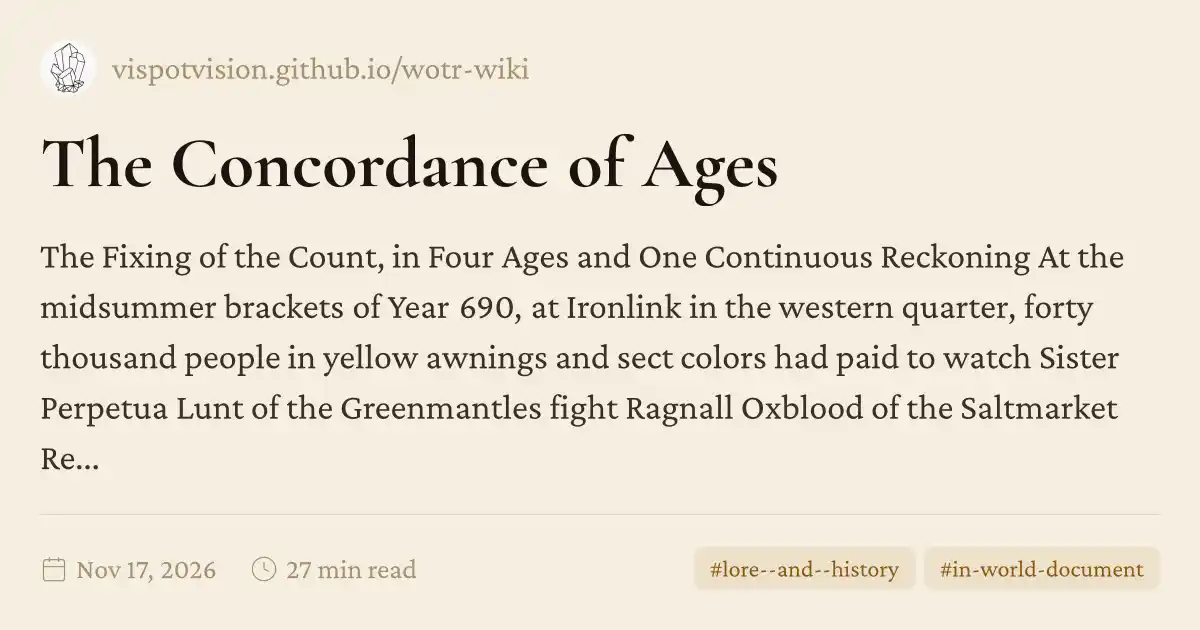 vispotvision.github.io/wotr-wiki
The Concordance of Ages
The Fixing of the Count, in Four Ages and One Continuous Reckoning At the
midsummer brackets of Year 690, at Ironlink in the western quarter, forty
thousand people in yellow awnings and sect colors had paid to watch Sister
Perpetua Lunt of the Greenmantles fight Ragnall Oxblood of the Saltmarket
Re...
Nov 17, 2026
27 min read
#lore--and--history
#in-world-document